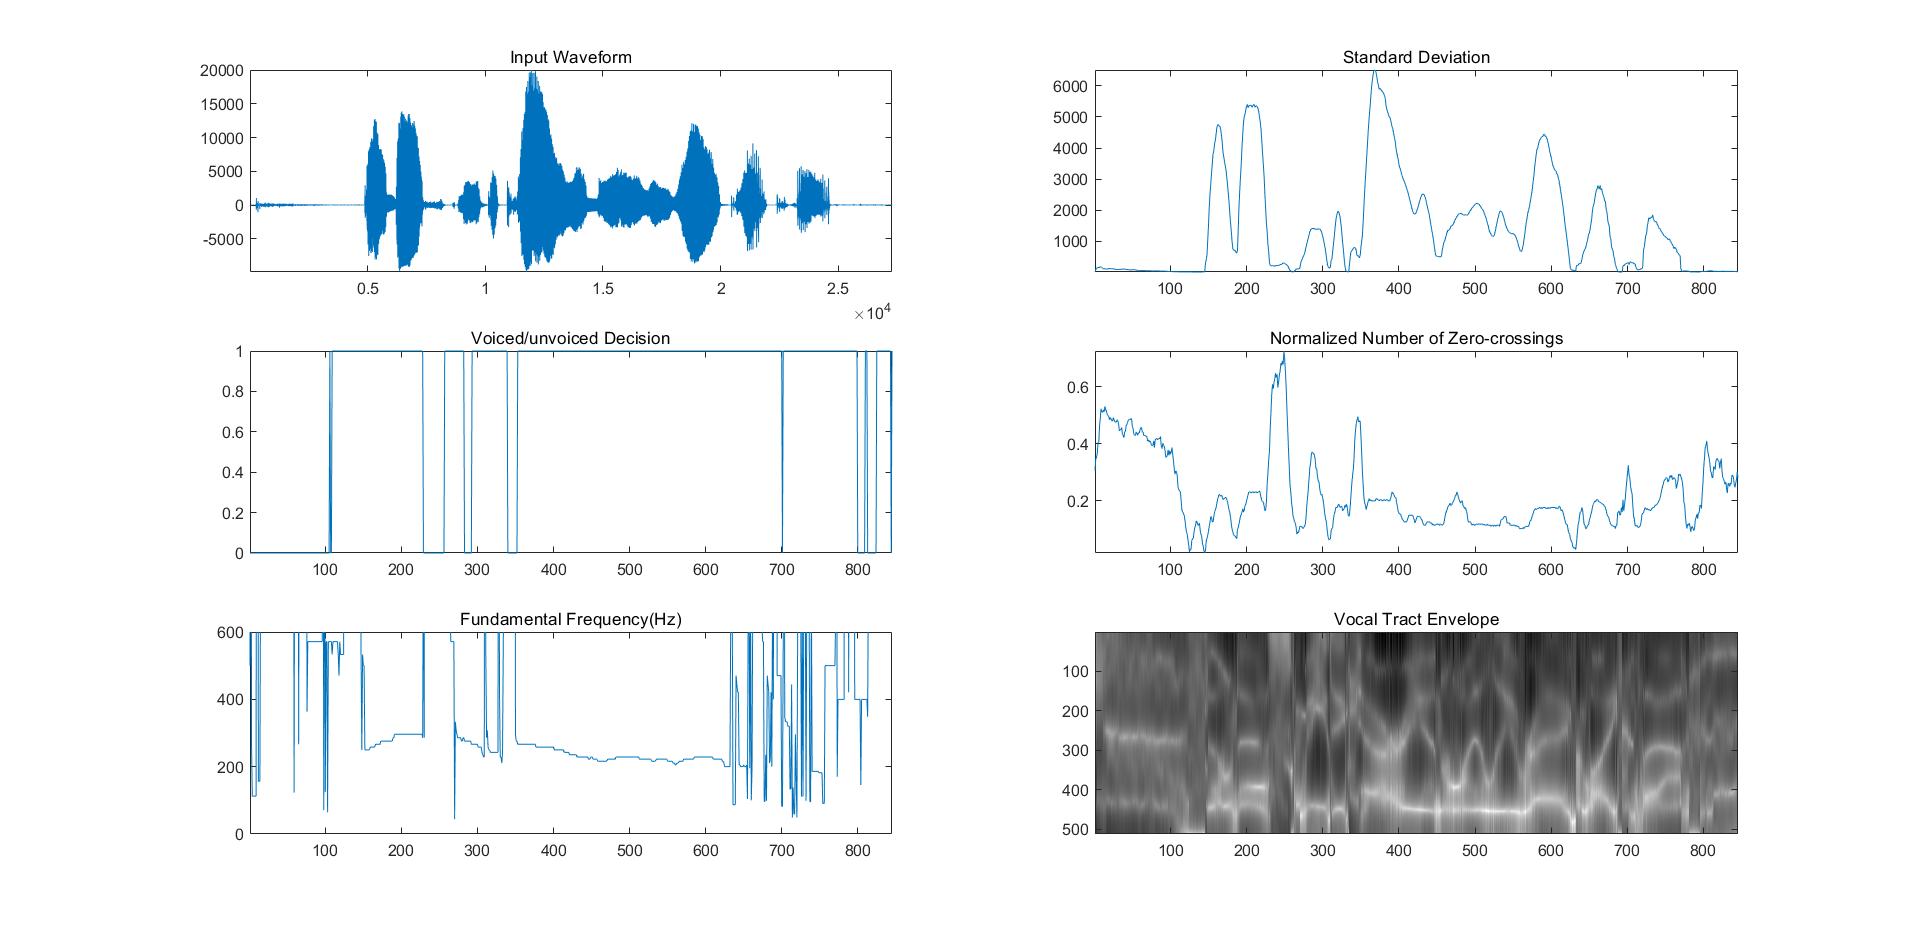 Input Waveform
20000
15000
10000
5000
0
-5000
0.5 1 1.5 2 2.5
×10⁴
Standard Deviation
6000
5000
4000
3000
2000
1000
100 200 300 400 500 600 700 800
Voiced/unvoiced Decision
1
0.8
0.6
0.4
0.2
0
100 200 300 400 500 600 700 800
Normalized Number of Zero-crossings
0.6
0.4
0.2
100 200 300 400 500 600 700 800
Fundamental Frequency(Hz)
600
400
200
0
100 200 300 400 500 600 700 800
Vocal Tract Envelope
100
200
300
400
500
100 200 300 400 500 600 700 800